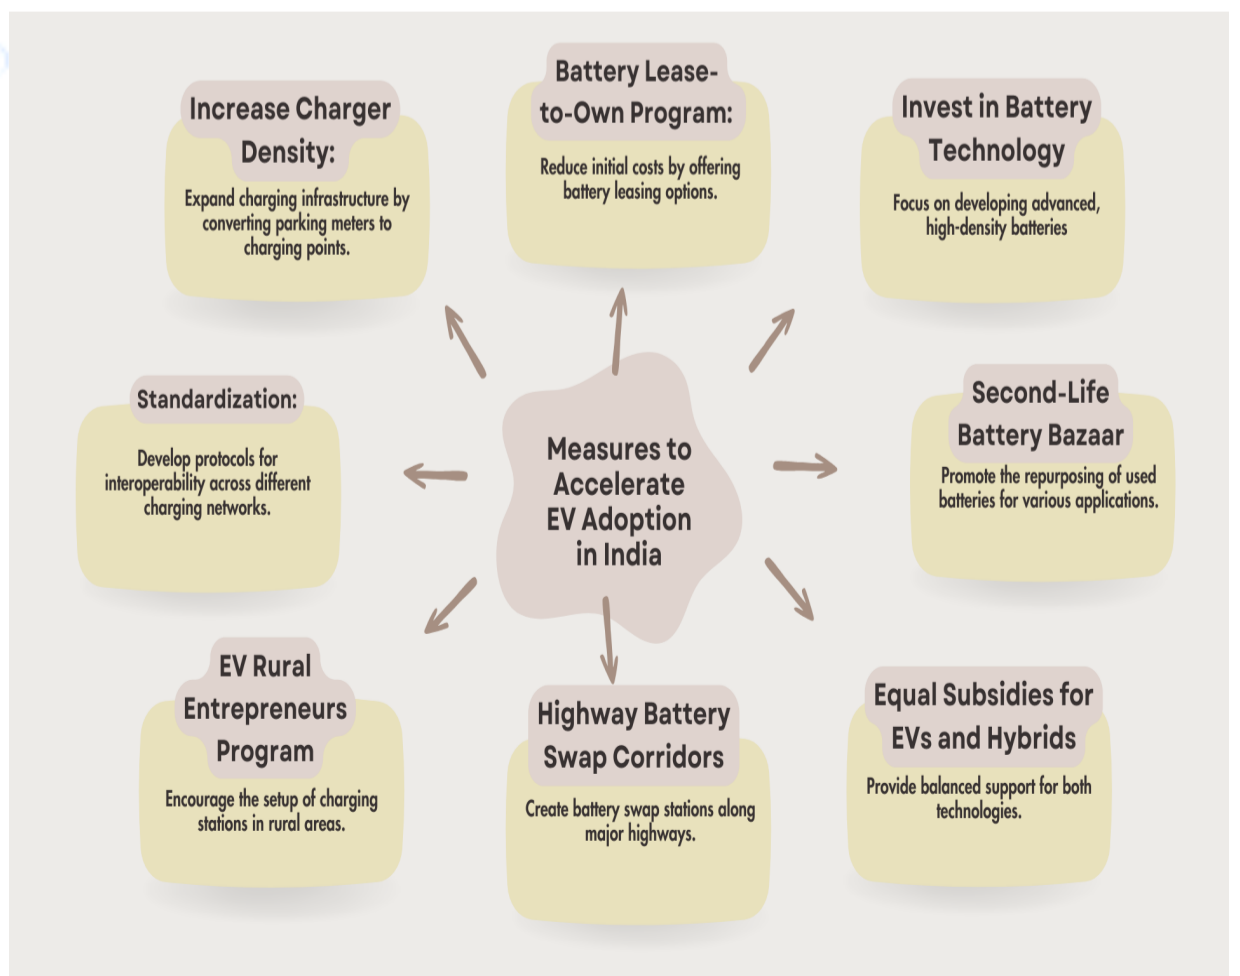 Increase Charger
Density:
Expand charging infrastructure by
converting parking meters to
charging points.
Battery Lease-
to-Own Program:
Reduce initial costs by offering
battery leasing options.
Invest in Battery
Technology
Focus on developing advanced,
high-density batteries
Standardization:
Develop protocols for
interoperability across different
charging networks.
Measures to
Accelerate
EV Adoption
in India
Second-Life
Battery Bazaar
Promote the repurposing of used
batteries for various applications.
EV Rural
Entrepreneurs
Program
Encourage the setup of charging
stations in rural areas.
Highway Battery
Swap Corridors
Create battery swap stations along
major highways.
Equal Subsidies for
EVs and Hybrids
Provide balanced support for both
technologies.